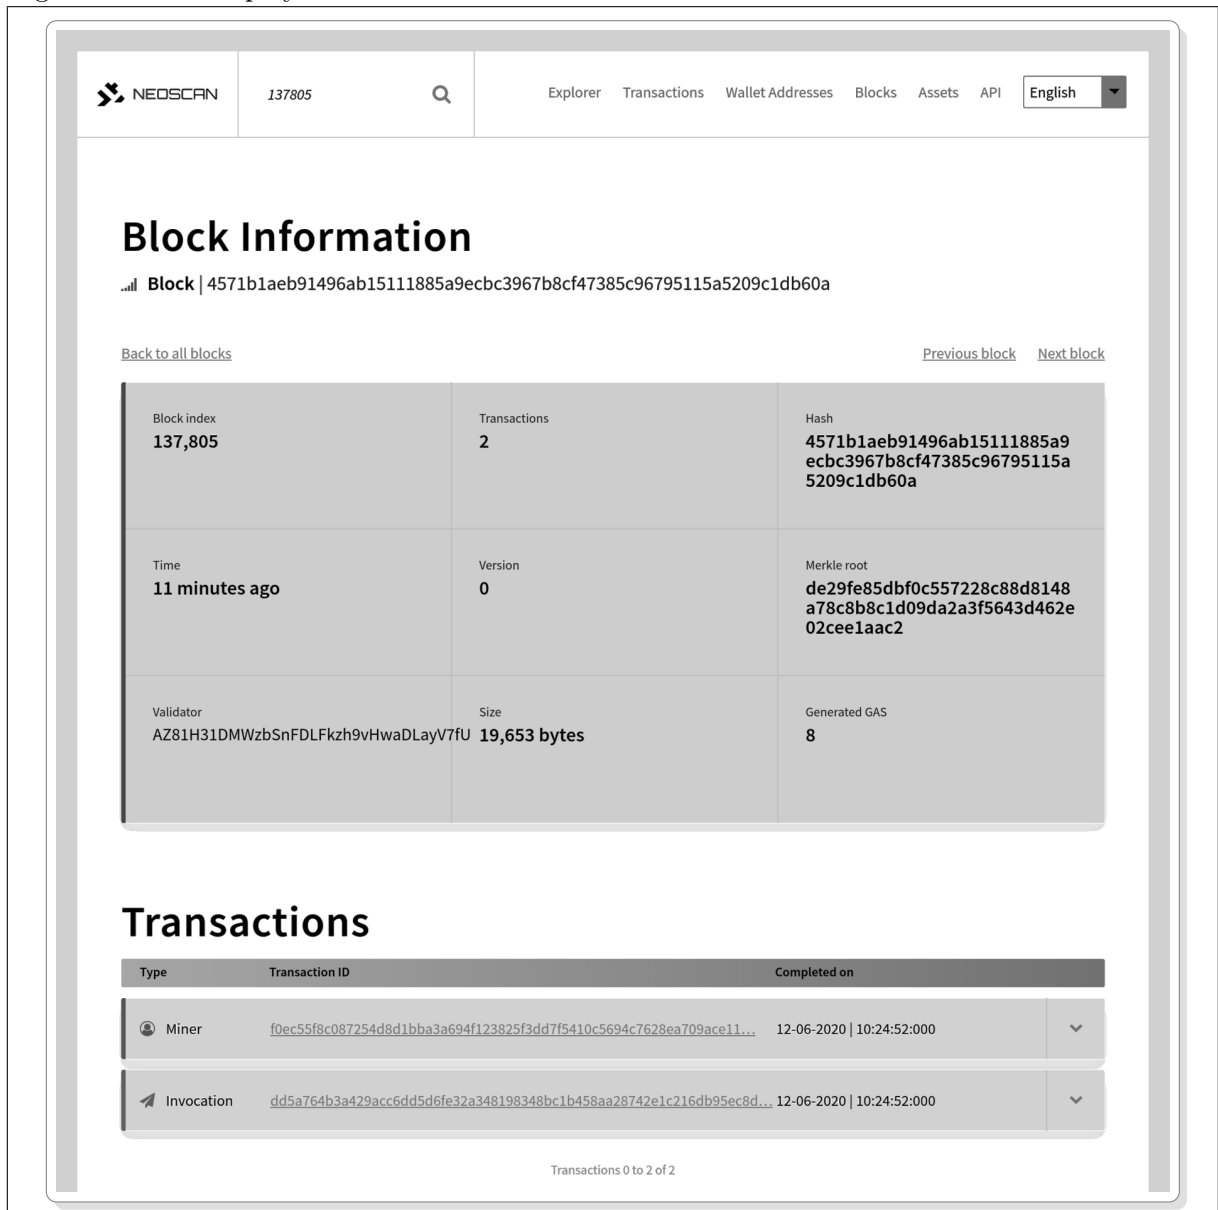 NEOSCAN
137805
Explorer Transactions Wallet Addresses Blocks Assets API English
Block Information
Block | 4571b1aeb91496ab15111885a9ecbc3967b8cf47385c96795115a5209c1db60a
Back to all blocks
Previous block Next block
Block index
137,805
Transactions
2
Hash
4571b1aeb91496ab15111885a9
ecbc3967b8cf47385c96795115a
5209c1db60a
Time
11 minutes ago
Version
0
Merkle root
de29fe85dbf0c557228c88d8148
a78c8b8c1d09da2a3f5643d462e
02cee1aac2
Validator
AZ81H31DMWzbSnFDLFkzh9vHwaDLayV7fU
Size
19,653 bytes
Generated GAS
8
Transactions
Type Transaction ID Completed on
Miner f0ec55f8c087254d8d1bba3a694f123825f3dd7f5410c5694c7628ea709ace11... 12-06-2020 | 10:24:52:000
Invocation dd5a764b3a429acc6dd5d6fe32a348198348bc1b458aa28742e1c216db95ec8d... 12-06-2020 | 10:24:52:000
Transactions 0 to 2 of 2